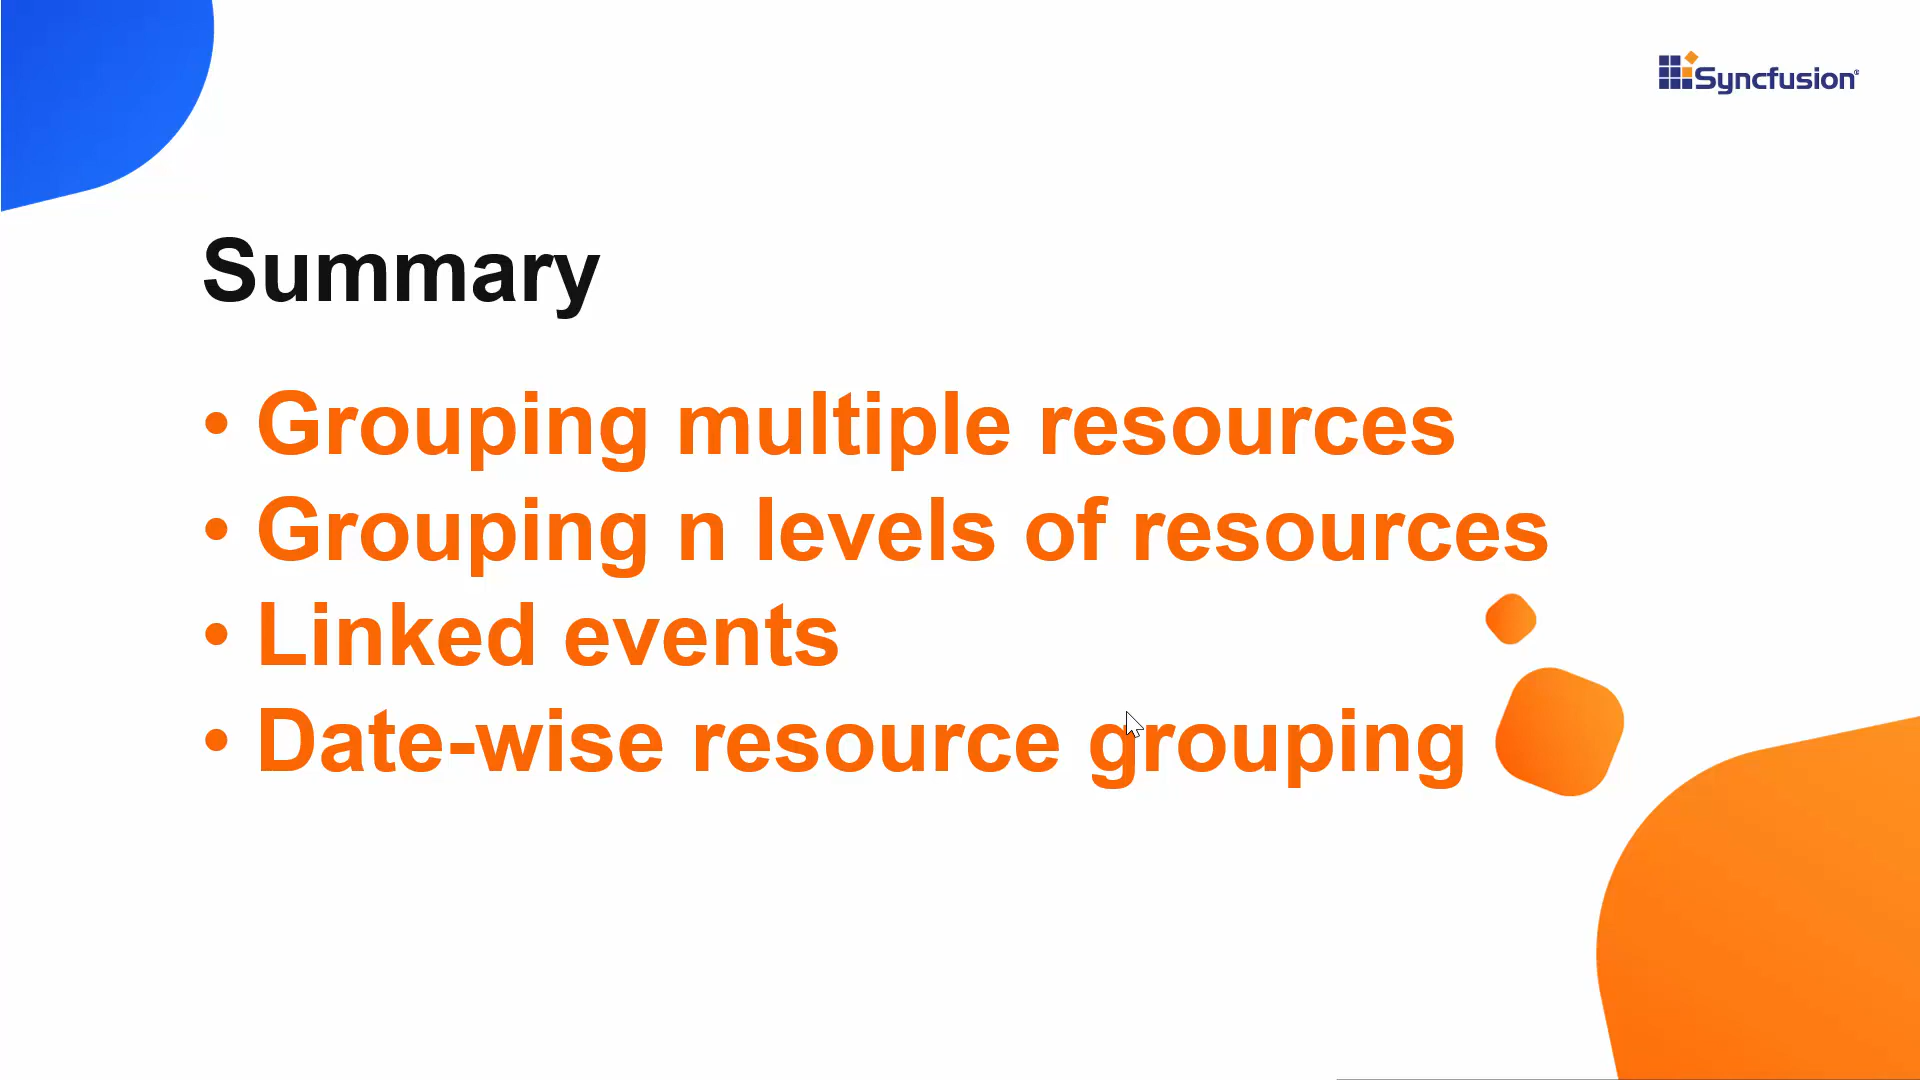 Syncfusion®
Summary
• Grouping multiple resources
• Grouping n levels of resources
• Linked events
• Date-wise resource grouping